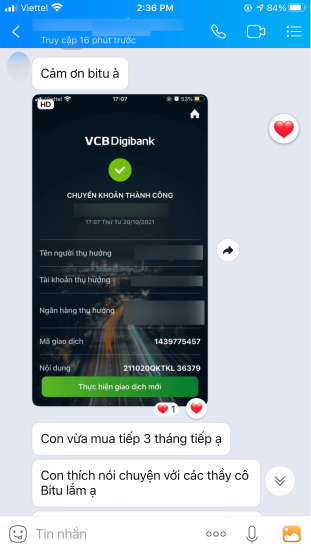 Viettel 2:36 PM 84%
Truy cập 16 phút trước
Cảm ơn bitu à
HD
17:07 53%
VCB Digibank
CHUYỂN KHOẢN THÀNH CÔNG
17:07 Thứ Tư 20/10/2021
Tên người thụ hưởng
Tài khoản thụ hưởng
Ngân hàng thụ hưởng
Mã giao dịch 1439775457
Nội dung 211020QKTKL 36379
Thực hiện giao dịch mới
1
Con vừa mua tiếp 3 tháng tiếp ạ
Con thích nói chuyện với các thầy cô
Bitu lắm ạ
Tin nhắn